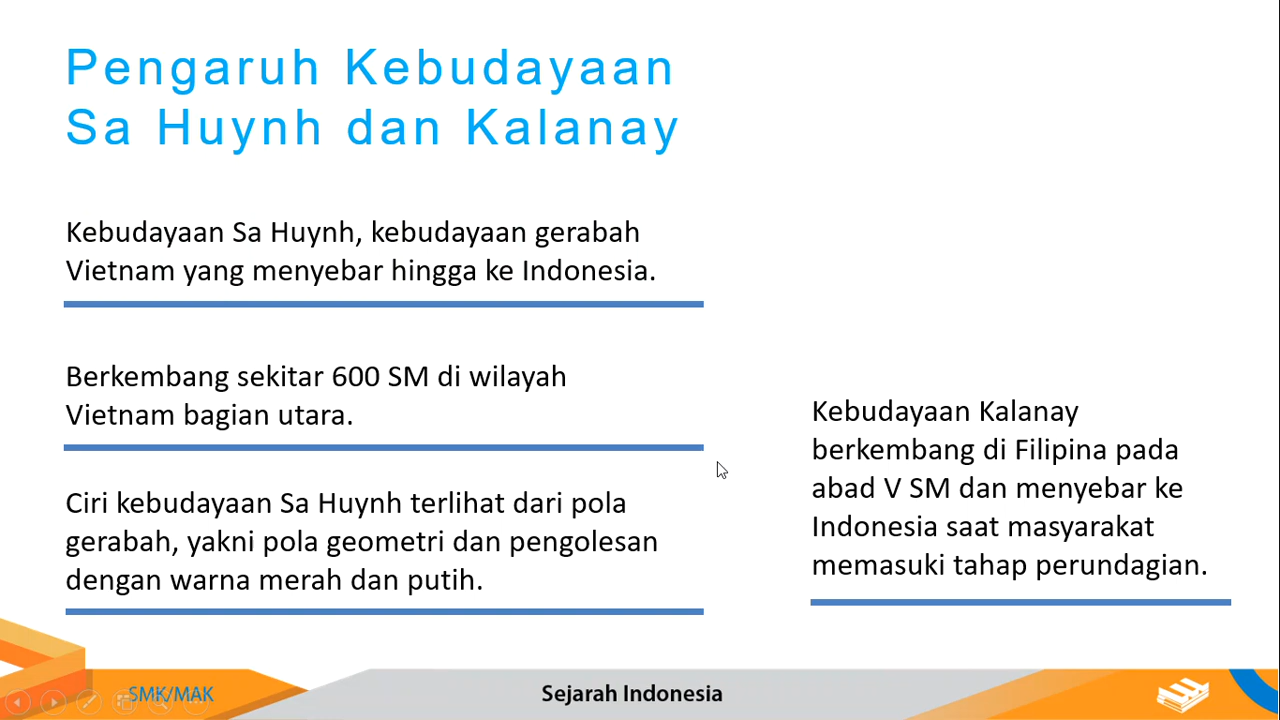 Pengaruh Kebudayaan
Sa Huynh dan Kalanay
Kebudayaan Sa Huynh, kebudayaan gerabah
Vietnam yang menyebar hingga ke Indonesia.
Berkembang sekitar 600 SM di wilayah
Vietnam bagian utara.
Ciri kebudayaan Sa Huynh terlihat dari pola
gerabah, yakni pola geometri dan pengolesan
dengan warna merah dan putih.
Kebudayaan Kalanay
berkembang di Filipina pada
abad V SM dan menyebar ke
Indonesia saat masyarakat
memasuki tahap perundagian.
SMK/MAK
Sejarah Indonesia